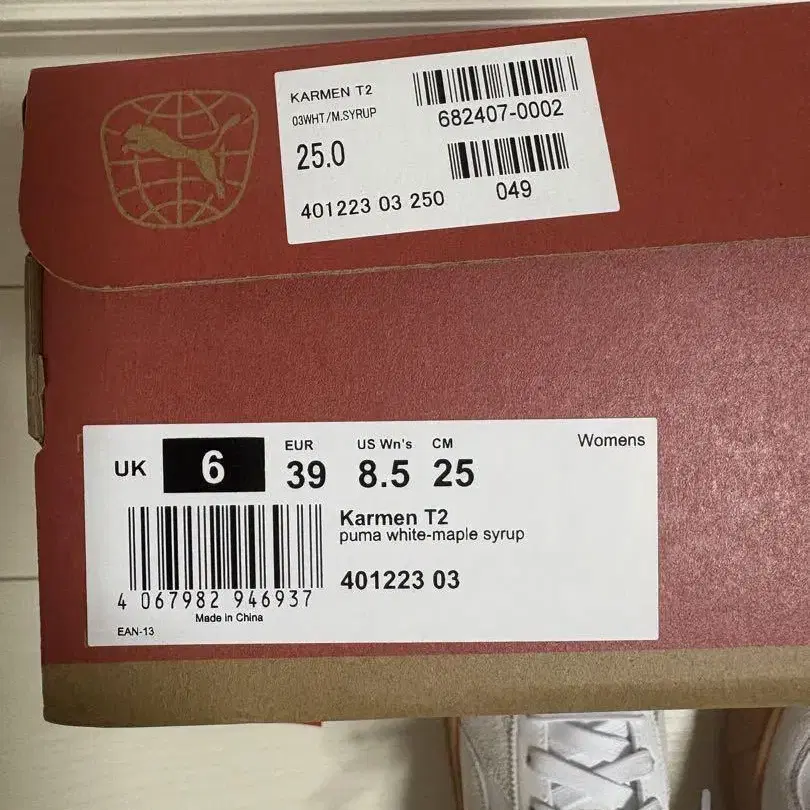 KARMEN T2
03WHT/M.SYRUP
682407-0002
25.0
049
401223 03 250
Womens
UK 6
EUR 39
US Wn's 8.5
CM 25
Karmen T2
puma white-maple syrup
401223 03
4 067982 946937
Made in China
EAN-13